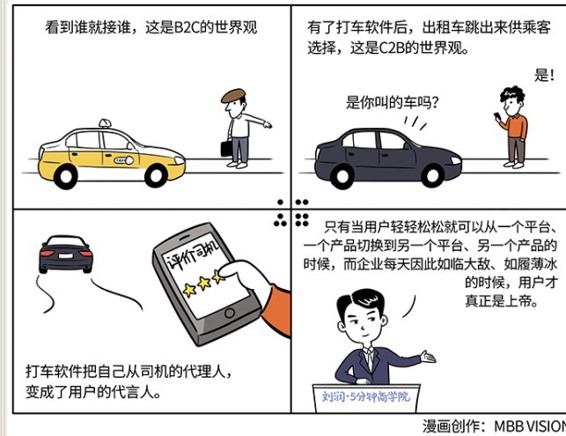 看到谁就接谁，这是B2C的世界观
有了打车软件后，出租车跳出来供乘客
选择，这是C2B的世界观。
是！
是你叫的车吗？
评价司机
打车软件把自己从司机的代理人，
变成了用户的代言人。
只有当用户轻轻松松就可以从一个平台、
一个产品切换到另一个平台、另一个产品的
时候，而企业每天因此如临大敌、如履薄冰
的时候，用户才
真正是上帝。
刘润·5分钟商学院
漫画创作：MBB VISION